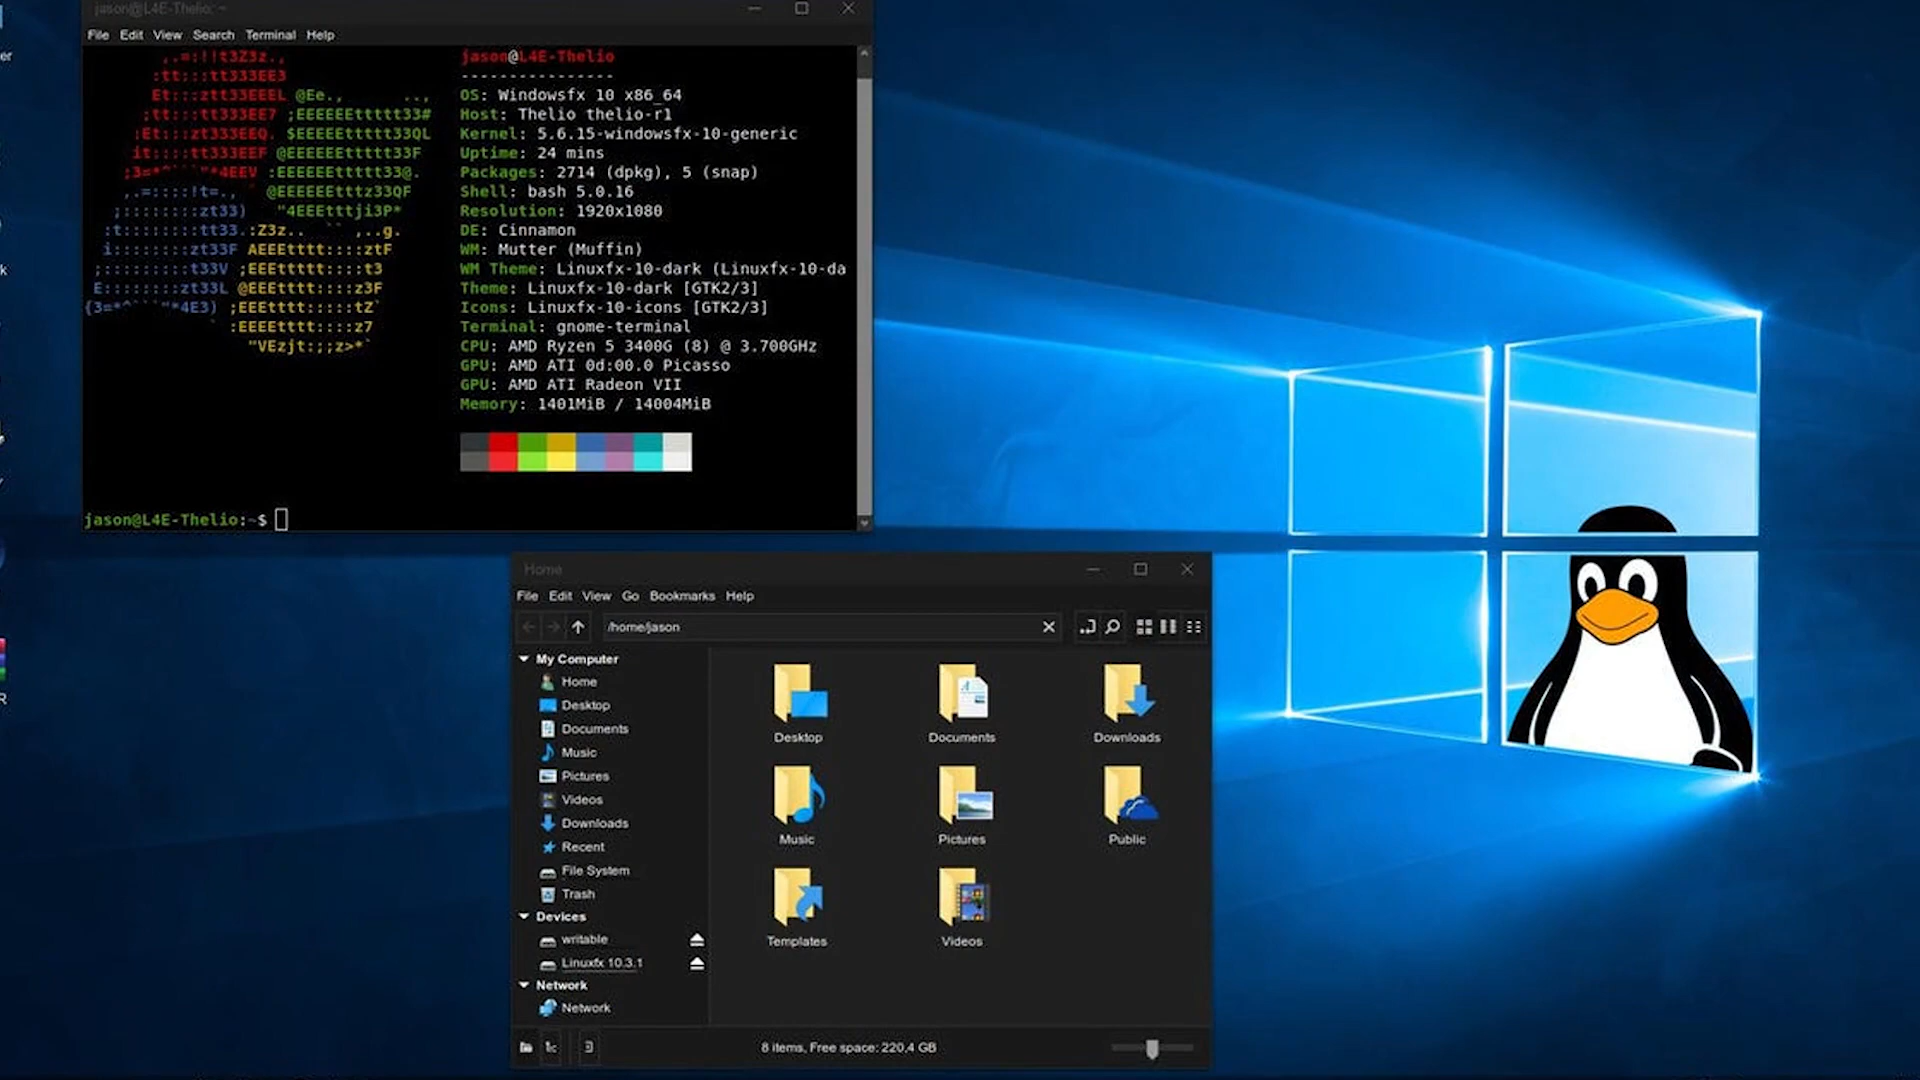 jason@L4E-Thelio: ~
File Edit View Search Terminal Help
jason@L4E-Thelio
----------------
OS: Windowsfx 10 x86_64
Host: Thelio thelio-r1
Kernel: 5.6.15-windowsfx-10-generic
Uptime: 24 mins
Packages: 2714 (dpkg), 5 (snap)
Shell: bash 5.0.16
Resolution: 1920x1080
DE: Cinnamon
WM: Mutter (Muffin)
WM Theme: Linuxfx-10-dark (Linuxfx-10-da
Theme: Linuxfx-10-dark [GTK2/3]
Icons: Linuxfx-10-icons [GTK2/3]
Terminal: gnome-terminal
CPU: AMD Ryzen 5 3400G (8) @ 3.700GHz
GPU: AMD ATI 0d:00.0 Picasso
GPU: AMD ATI Radeon VII
Memory: 1401MiB / 14004MiB
jason@L4E-Thelio:~$
Home
File Edit View Go Bookmarks Help
/home/jason
My Computer
Home
Desktop
Documents
Music
Pictures
Videos
Downloads
Recent
File System
Trash
Devices
writable
Linuxfx 10.3.1
Network
Network
Desktop Documents Downloads
Music Pictures Public
Templates Videos
8 items, Free space: 220,4 GB